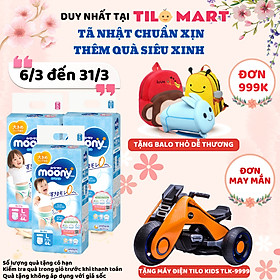 DUY NHẤT TẠI TILO MART
TÃ NHẬT CHUẨN XỊN
THÊM QUÀ SIÊU XINH
6/3 đến 31/3
ĐƠN
999K
moony
moony
moony
TẶNG BALO THỎ DỄ THƯƠNG
ĐƠN
MAY MẮN
Số lượng quà tặng có hạn
Kiểm tra quà trong giỏ trước khi thanh toán
Quà tặng không áp dụng với giá sốc
TẶNG MÁY ĐIỆN TILO KIDS TLK-9999